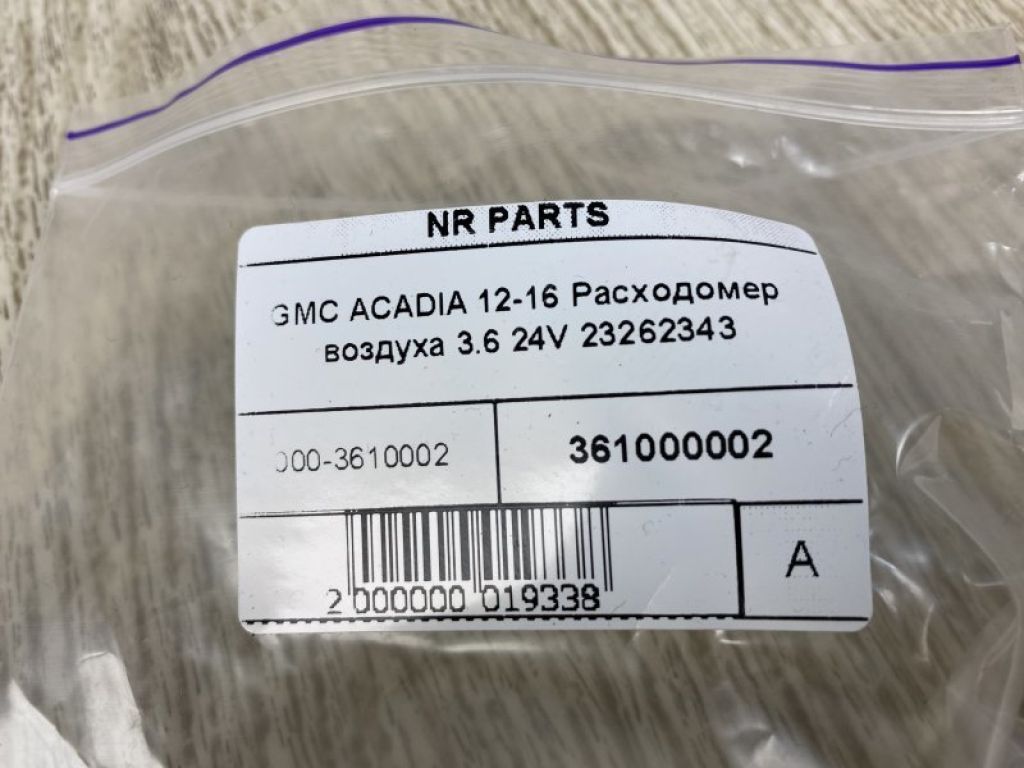 NR PARTS
GMC ACADIA 12-16 Расходомер
воздуха 3.6 24V 23262343
000-3610002
361000002
A
2 000000 019338